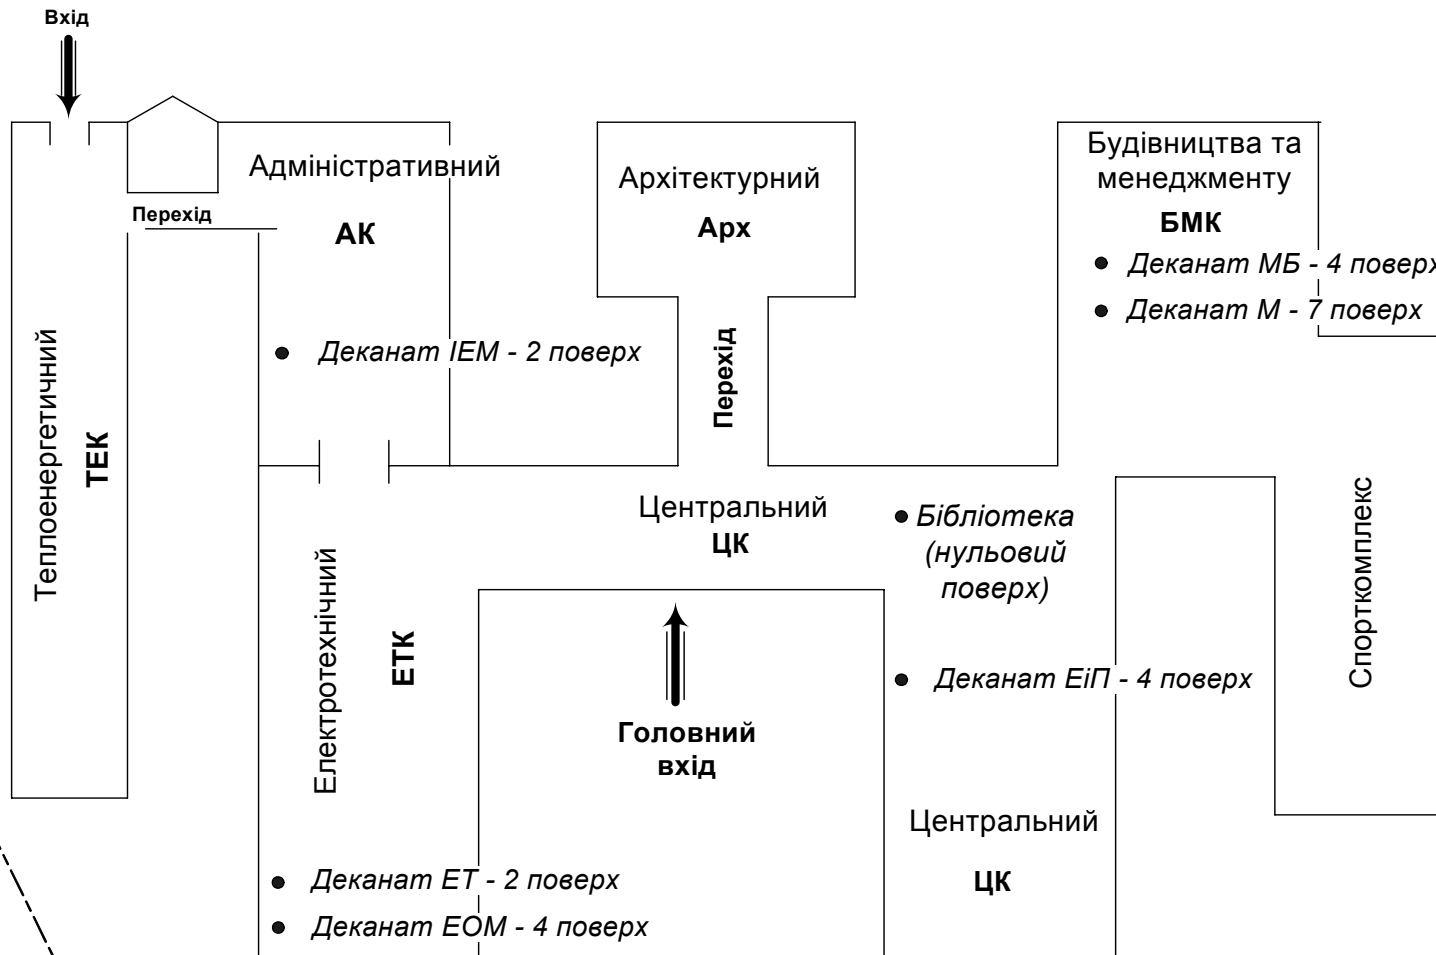 Вхід
Адміністративний
АК
Перехід
Архітектурний
Арх
Будівництва та
менеджменту
БМК
Деканат МБ - 4 поверх
Деканат М - 7 поверх
Деканат ІЕМ - 2 поверх
Перехід
Теплоенергетичний
ТЕК
Центральний
ЦК
Бібліотека
(нульовий
поверх)
Спорткомплекс
Електротехнічний
ЕТК
Деканат ЕіП - 4 поверх
Головний
вхід
Центральний
ЦК
Деканат ЕТ - 2 поверх
Деканат ЕОМ - 4 поверх